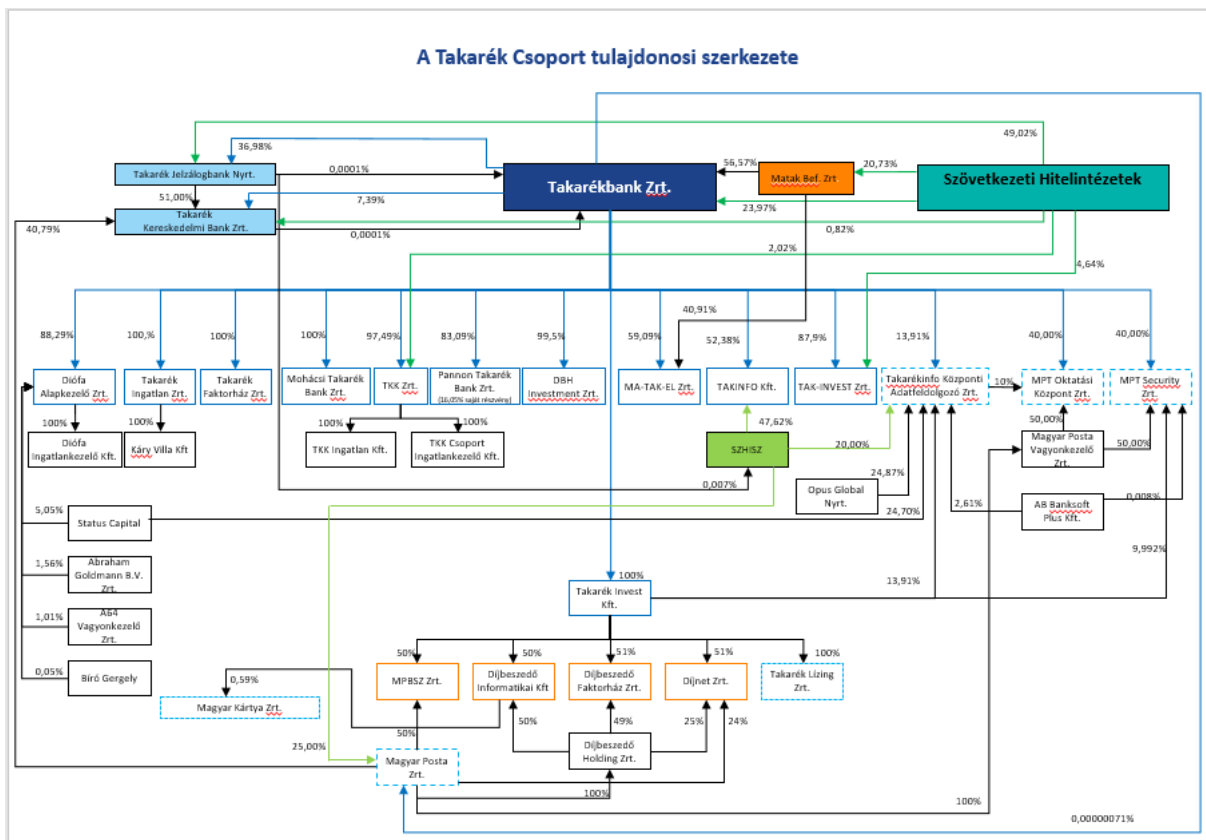 A Takarék Csoport tulajdonosi szerkezete
49,02%
36,98%
Takarék Jelzálogbank Nyrt.
0,0001%
Takarékbank Zrt.
56,57%
Matak Bef. Zrt
20,73%
Szövetkezeti Hitelintézetek
51,00%
7,39%
23,97%
40,79%
Takarék
Kereskedelmi Bank Zrt.
0,0001%
0,82%
2,02%
4,64%
88,29%
100,%
100%
100%
97,49%
83,09%
99,5%
59,09%
40,91%
52,38%
87,9%
13,91%
40,00%
40,00%
Diófa
Alapkezelő Zrt.
Takarék
Ingatlan Zrt.
Takarék
Faktorház Zrt.
Mohácsi Takarék
Bank Zrt.
TKK Zrt.
Pannon Takarék
Bank Zrt.
(16,05% saját részvény)
DBH
Investment Zrt.
MA-TAK-EL Zrt.
TAKINFO Kft.
TAK-INVEST Zrt.
Takarékinfo Központi
Adatfeldolgozó Zrt.
10%
MPT Oktatási
Központ Zrt.
MPT Security
Zrt.
100%
100%
100%
100%
47,62%
20,00%
50,00%
50,00%
Diófa
Ingatlankezelő Kft.
Káry Villa Kft
TKK Ingatlan Kft.
TKK Csoport
Ingatlankezelő Kft.
SZHISZ
Magyar Posta
Vagyonkezelő
Zrt.
0,007%
24,87%
Opus Global
Nyrt.
2,61%
0,008%
AB Banksoft
Plus Kft.
5,05%
Status Capital
24,70%
9,992%
1,56%
Abraham
Goldmann B.V.
Zrt.
100%
Takarék Invest
Kft.
13,91%
1,01%
A64
Vagyonkezelő
Zrt.
0,05%
Bíró Gergely
50%
50%
51%
51%
100%
0,59%
MPBSZ Zrt.
Díjbeszedő
Informatikai Kft
Díjbeszedő
Faktorház Zrt.
Díjnet Zrt.
Takarék Lízing
Zrt.
Magyar Kártya Zrt.
50%
50%
49%
25%
24%
25,00%
Magyar Posta
Zrt.
Díjbeszedő
Holding Zrt.
100%
100%
0,00000071%